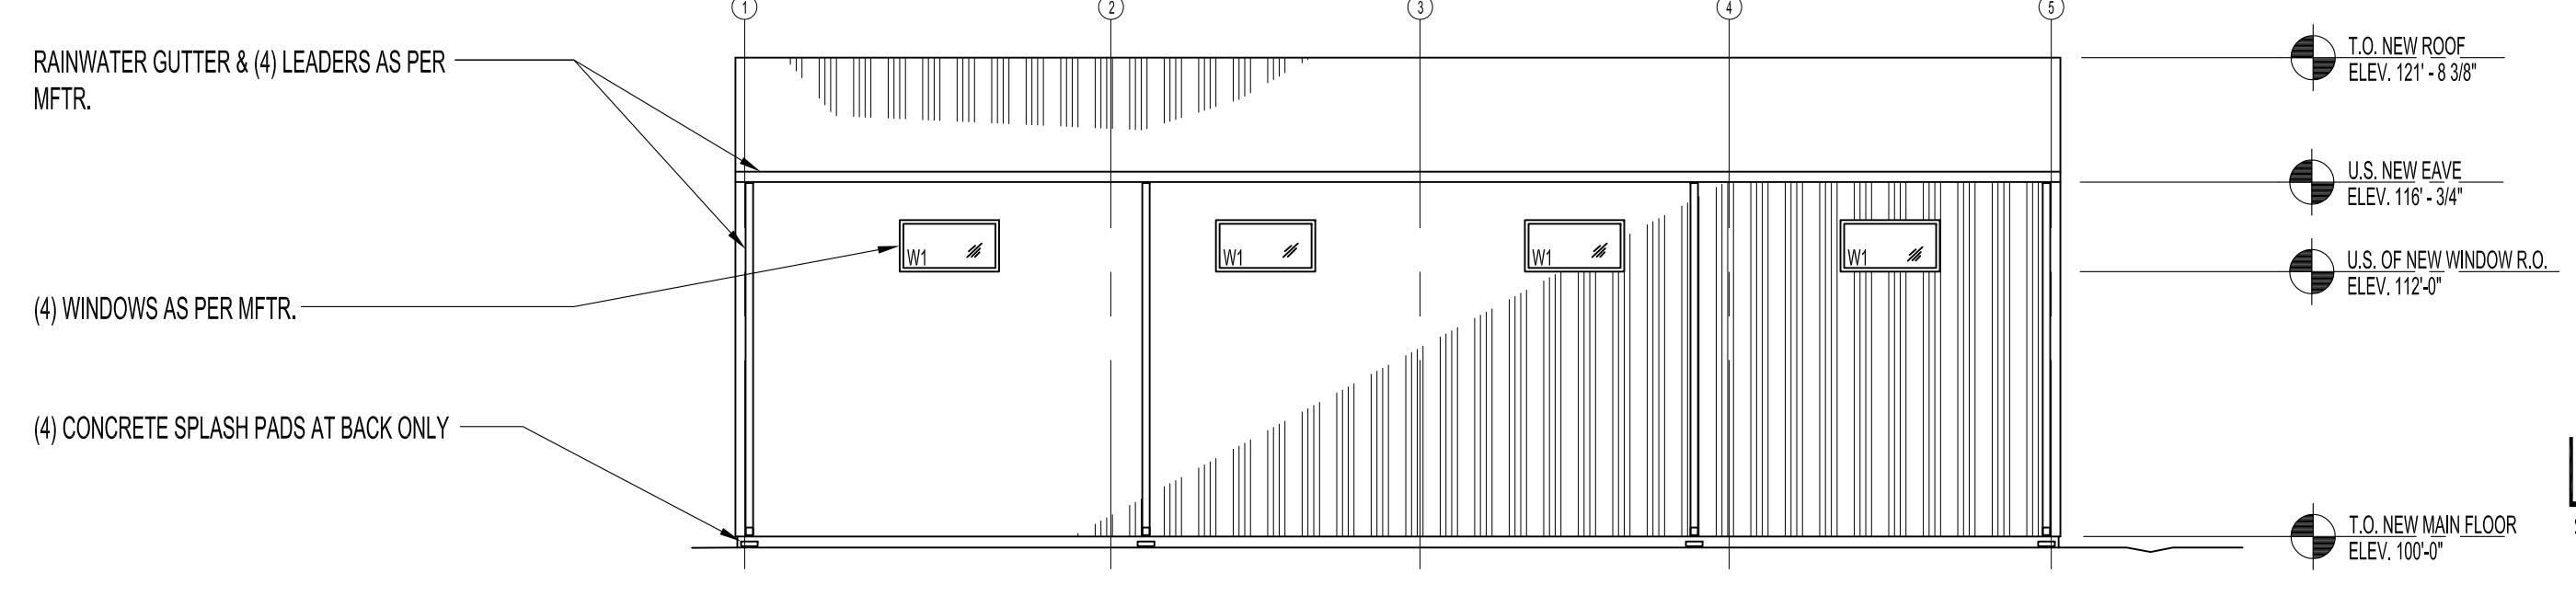 1
2
3
4
5
RAINWATER GUTTER & (4) LEADERS AS PER
MFTR.
T.O. NEW ROOF
ELEV. 121' - 8 3/8"
U.S. NEW EAVE
ELEV. 116' - 3/4"
W1
W1
W1
W1
U.S. OF NEW WINDOW R.O.
ELEV. 112'-0"
(4) WINDOWS AS PER MFTR.
(4) CONCRETE SPLASH PADS AT BACK ONLY
T.O. NEW MAIN FLOOR
ELEV. 100'-0"